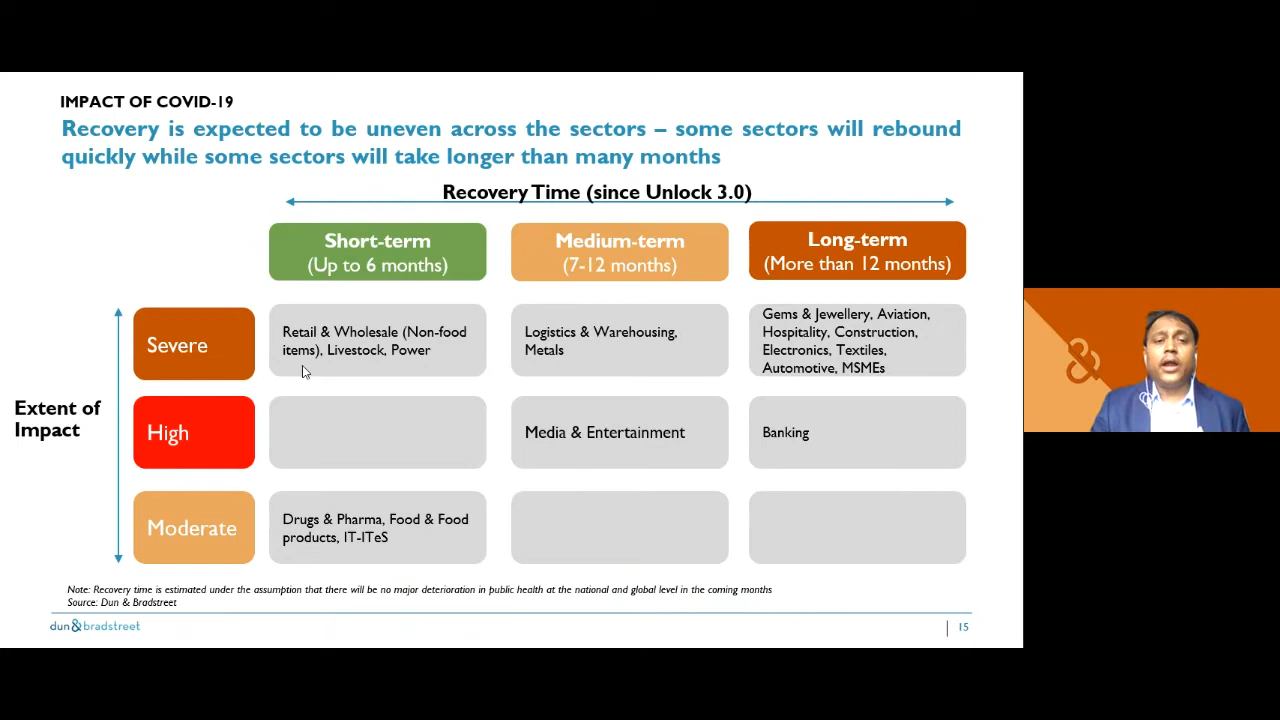 IMPACT OF COVID-19
Recovery is expected to be uneven across the sectors – some sectors will rebound
quickly while some sectors will take longer than many months
Recovery Time (since Unlock 3.0)
Short-term
(Up to 6 months)
Medium-term
(7-12 months)
Long-term
(More than 12 months)
Extent of
Impact
Severe
Retail & Wholesale (Non-food
items), Livestock, Power
Logistics & Warehousing,
Metals
Gems & Jewellery, Aviation,
Hospitality, Construction,
Electronics, Textiles,
Automotive, MSMEs
High
Media & Entertainment
Banking
Moderate
Drugs & Pharma, Food & Food
products, IT-ITeS
Note: Recovery time is estimated under the assumption that there will be no major deterioration in public health at the national and global level in the coming months
Source: Dun & Bradstreet
dun&bradstreet
15
&